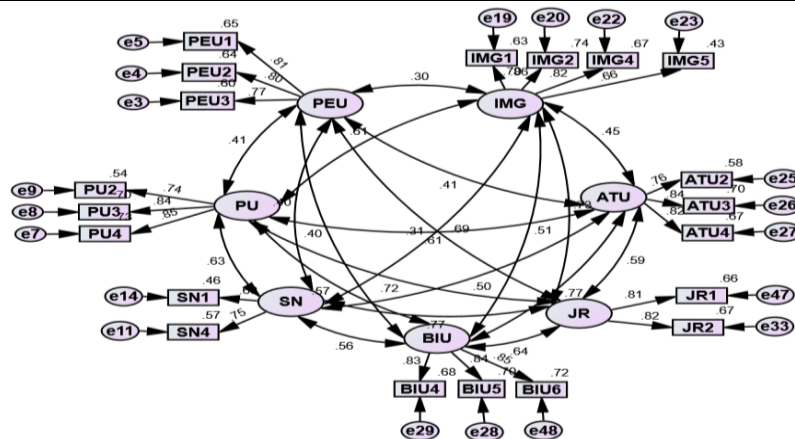 e19
e20
e22
e23
.65
.63
.74
.67
.43
e5
PEU1
IMG1
IMG2
IMG4
IMG5
.64
.81
.82
.66
e4
PEU2
.80
.60
e3
PEU3
.77
PEU
.30
IMG
.61
.41
.45
.54
.41
.76
.58
e9
PU2
.74
ATU
ATU2
e25
.84
.70
e8
PU3
.84
PU
ATU3
e26
.82
.67
e7
PU4
.85
ATU4
e27
.40
.31
.61
.69
.51
.63
.59
.46
.57
.72
.50
.77
.66
e14
SN1
SN
.81
JR1
e47
.57
.75
JR
.67
e11
SN4
.77
.82
JR2
e33
.56
BIU
.64
.83
.68
.84
.70
.85
.72
BIU4
BIU5
BIU6
e29
e28
e48